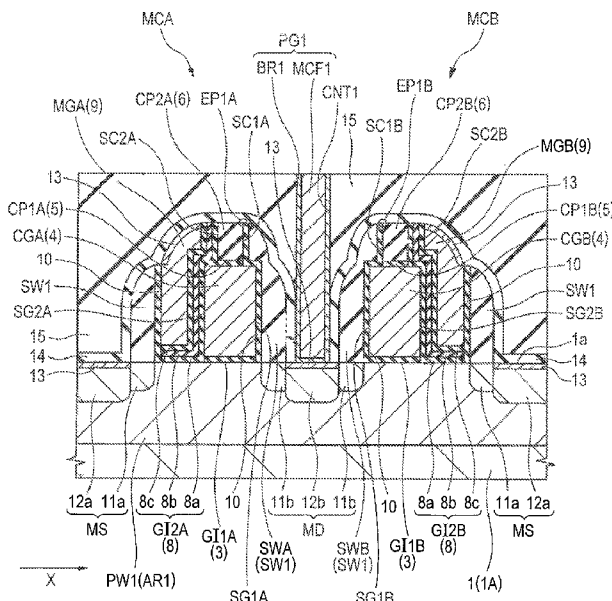 MCA
MCB
PG1
BR1 MCF1
CNT1
CP2A(6) EP1A
EP1B
CP2B(6)
MGA(9)
SC1A
15
SC1B
SC2A
13
SC2B
MGB(9)
13
13
CP1A(5)
CP1B(5)
CGA(4)
CGB(4)
10
10
SW1
SW1
SG2A
SG2B
15
1a
14
14
13
13
12a 11a 8c 8b 8a 10 11b 12b 11b 10 8a 8b 8c 11a 12a
MS GI2A (8) GI1A (3) MD GI1B (3) GI2B (8) MS
SWA (SW1) SWB (SW1)
X
PW1(AR1)
SG1A SG1B
1(1A)